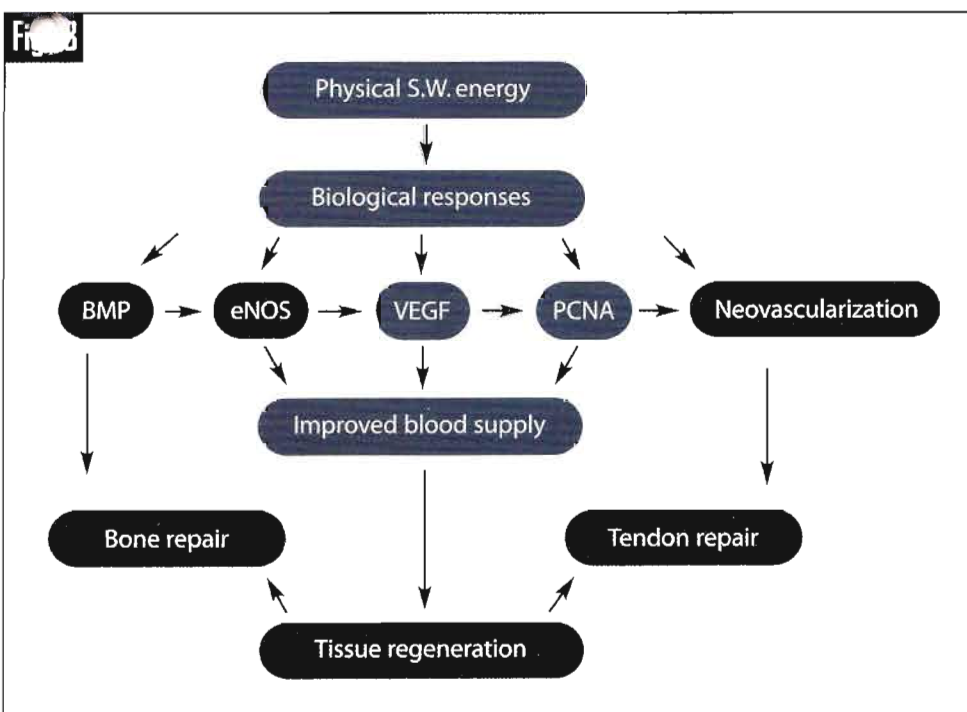 Physical S.W. energy
Biological responses
BMP
eNOS
VEGF
PCNA
Neovascularization
Improved blood supply
Bone repair
Tendon repair
Tissue regeneration